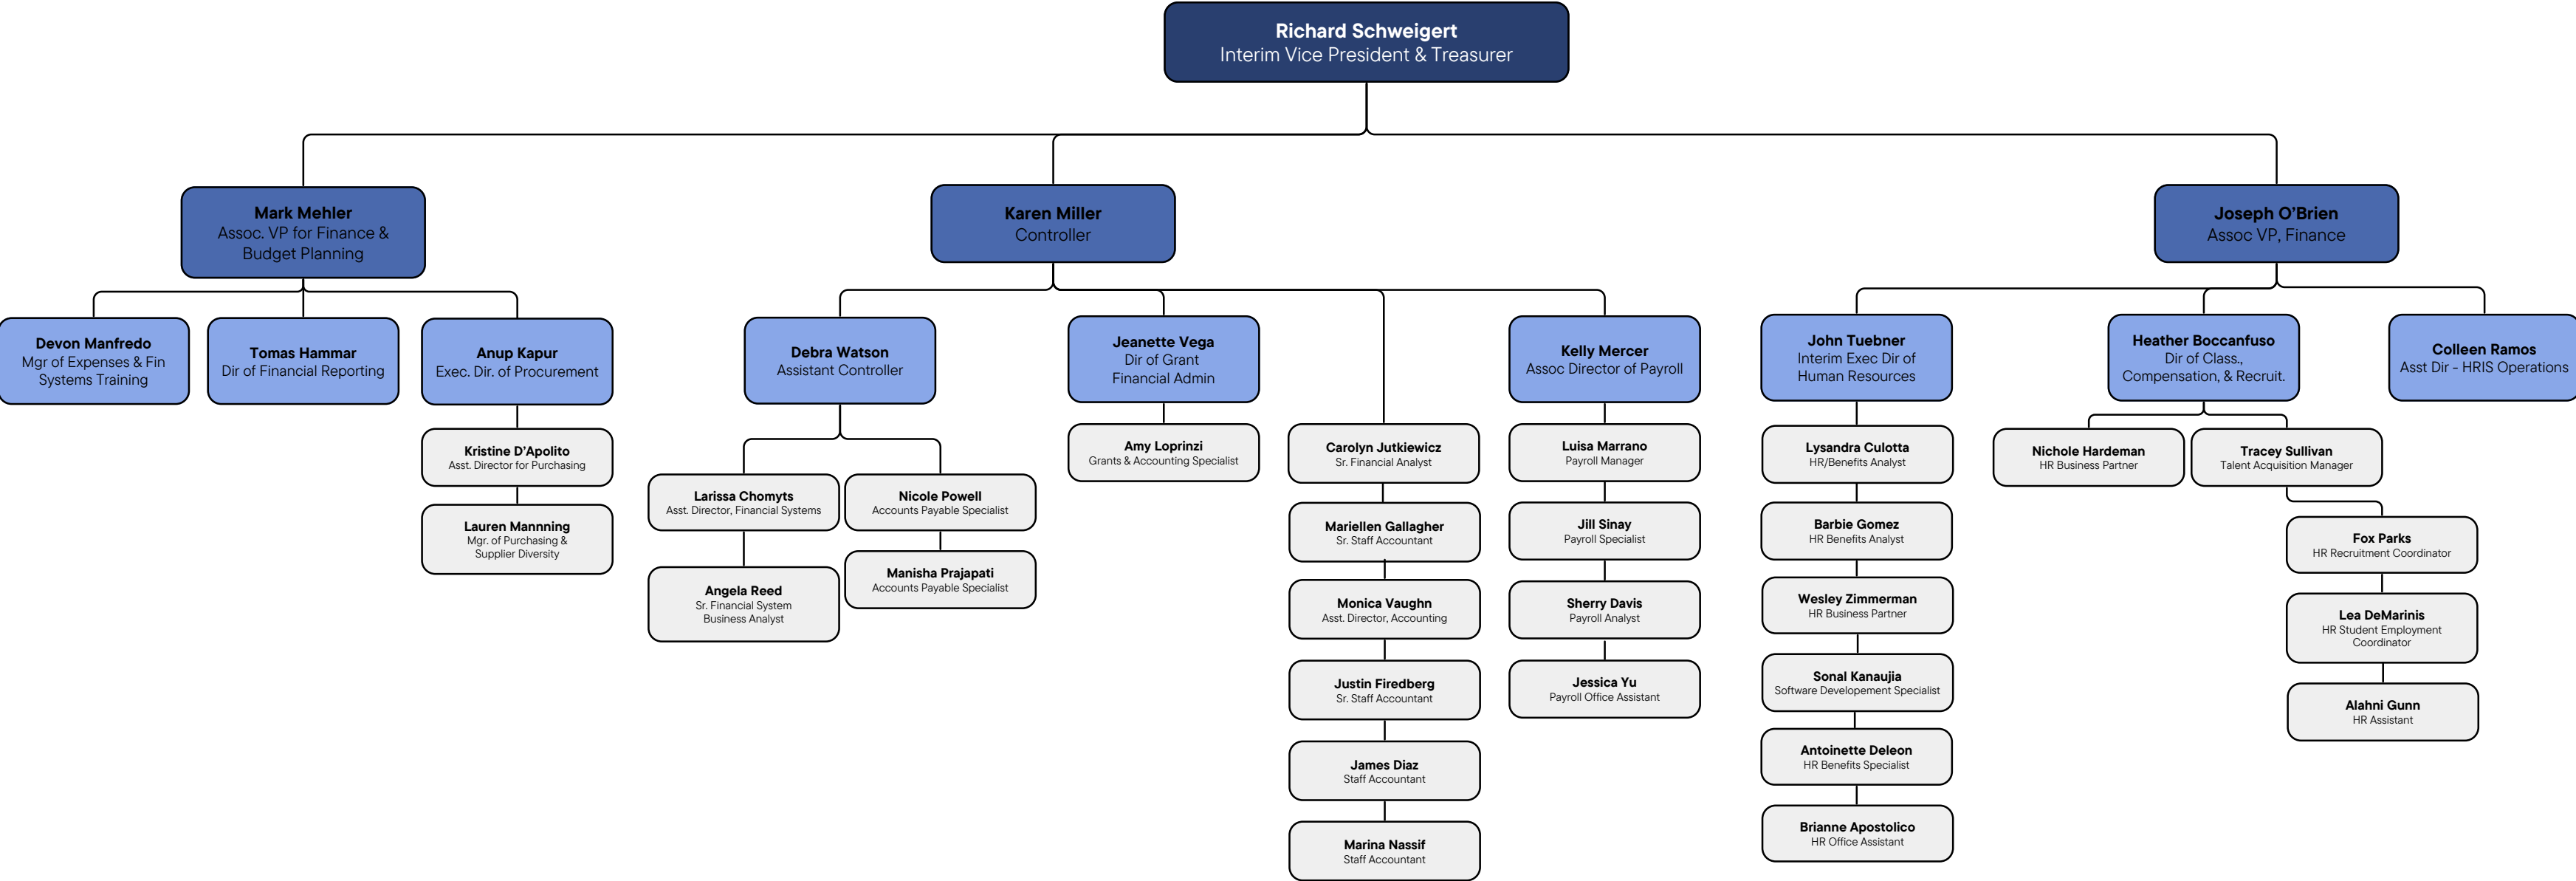 Richard Schweigert
Interim Vice President & Treasurer
Mark Mehler
Assoc. VP for Finance &
Budget Planning
Karen Miller
Controller
Joseph O'Brien
Assoc VP, Finance
Devon Manfredo
Mgr of Expenses & Fin
Systems Training
Tomas Hammar
Dir of Financial Reporting
Anup Kapur
Exec. Dir. of Procurement
Kristine D'Apolito
Asst. Director for Purchasing
Lauren Mannning
Mgr. of Purchasing &
Supplier Diversity
Debra Watson
Assistant Controller
Larissa Chomyts
Asst. Director, Financial Systems
Angela Reed
Sr. Financial System
Business Analyst
Nicole Powell
Accounts Payable Specialist
Manisha Prajapati
Accounts Payable Specialist
Jeanette Vega
Dir of Grant
Financial Admin
Amy Loprinzi
Grants & Accounting Specialist
Carolyn Jutkiewicz
Sr. Financial Analyst
Mariellen Gallagher
Sr. Staff Accountant
Monica Vaughn
Asst. Director, Accounting
Justin Firedberg
Sr. Staff Accountant
James Diaz
Staff Accountant
Marina Nassif
Staff Accountant
Kelly Mercer
Assoc Director of Payroll
Luisa Marrano
Payroll Manager
Jill Sinay
Payroll Specialist
Sherry Davis
Payroll Analyst
Jessica Yu
Payroll Office Assistant
John Tuebner
Interim Exec Dir of
Human Resources
Lysandra Culotta
HR/Benefits Analyst
Barbie Gomez
HR Benefits Analyst
Wesley Zimmerman
HR Business Partner
Sonal Kanaujia
Software Developement Specialist
Antoinette Deleon
HR Benefits Specialist
Brianne Apostolico
HR Office Assistant
Heather Boccanfuso
Dir of Class.,
Compensation, & Recruit.
Nichole Hardeman
HR Business Partner
Tracey Sullivan
Talent Acquisition Manager
Fox Parks
HR Recruitment Coordinator
Lea DeMarinis
HR Student Employment
Coordinator
Alahni Gunn
HR Assistant
Colleen Ramos
Asst Dir - HRIS Operations